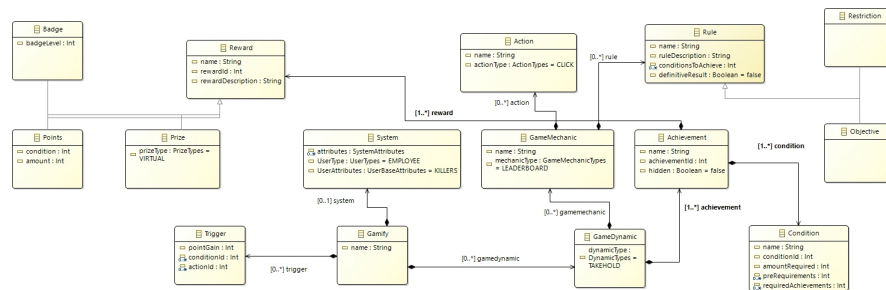 Badge
badgeLevel : Int
Reward
name : String
rewardId : Int
rewardDescription : String
Action
name : String
actionType : ActionTypes = CLICK
[0..*] rule
Rule
name : String
ruleDescription : String
conditionsToAchieve : Int
definitiveResult : Boolean = false
Restriction
[0..*] action
[1..*] reward
Points
condition : Int
amount : Int
Prize
prizeType : PrizeTypes =
VIRTUAL
System
attributes : SystemAttributes
UserType : UserTypes = EMPLOYEE
UserAttributes : UserBaseAttributes = KILLERS
GameMechanic
name : String
mechanicType : GameMechanicTypes
= LEADERBOARD
Achievement
name : String
achievementId : Int
hidden : Boolean = false
[1..*] condition
Objective
[0..1] system
[0..*] gamemechanic
[1..*] achievement
Trigger
pointGain : Int
conditionId : Int
actionId : Int
[0..*] trigger
Gamify
name : String
[0..*] gamedynamic
GameDynamic
dynamicType :
DynamicTypes =
TAKEHOLD
Condition
name : String
conditionId : Int
amountRequired : Int
preRequirements : Int
requiredAchievements : Int